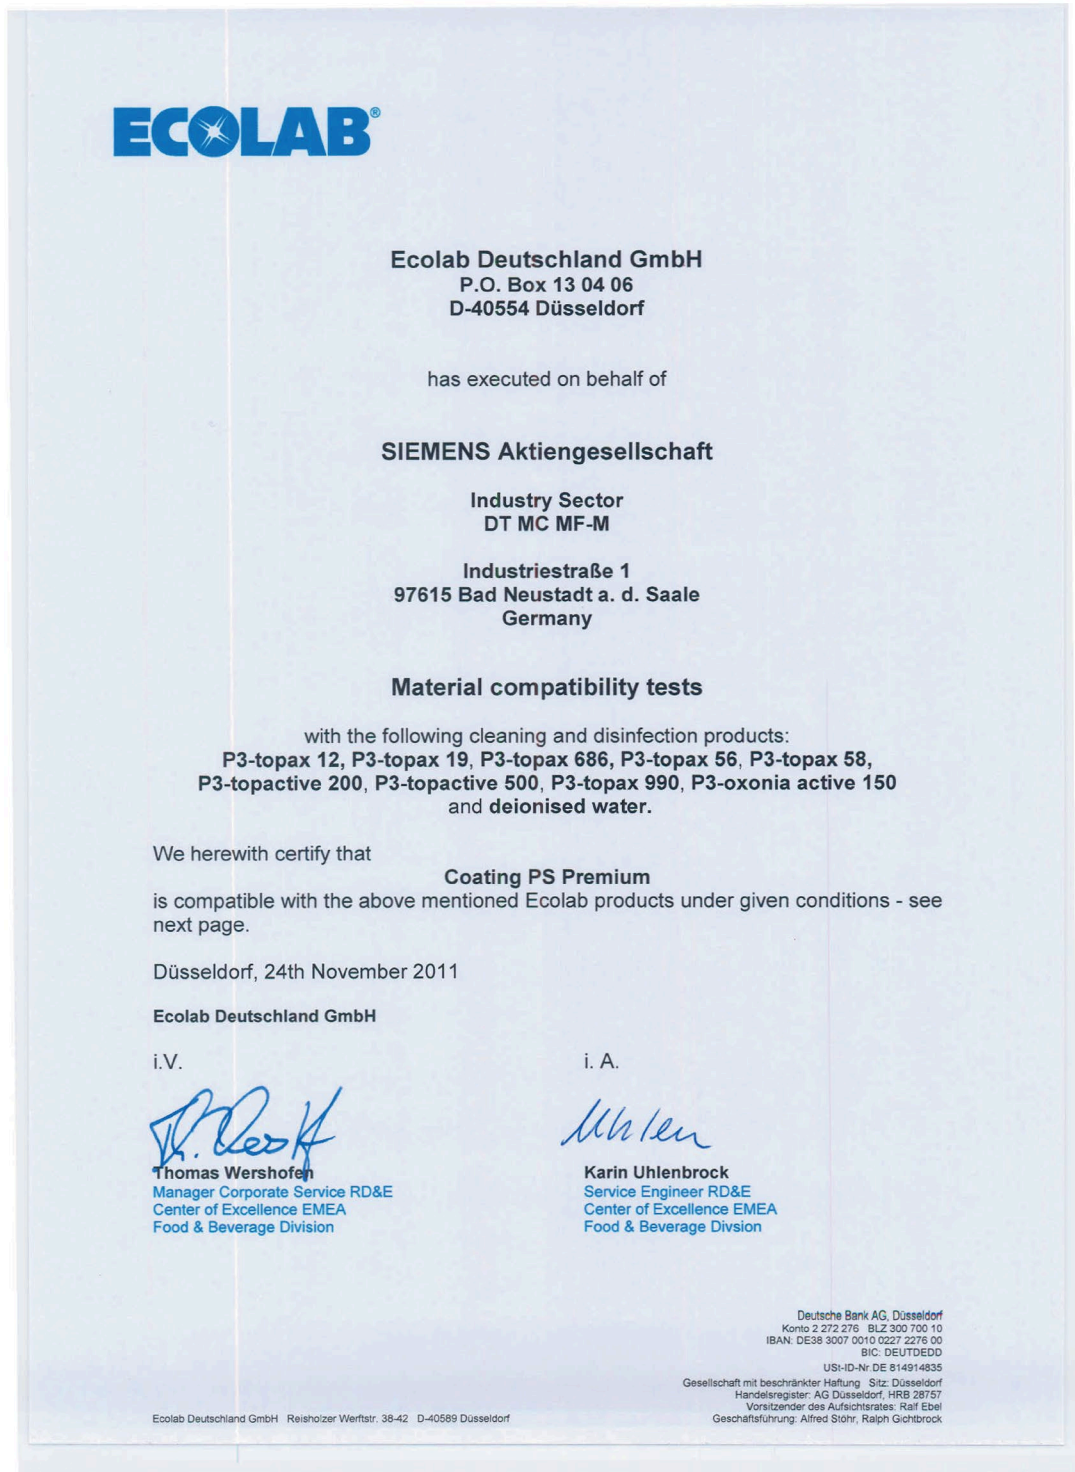 ECOLAB®
Ecolab Deutschland GmbH
P.O. Box 13 04 06
D-40554 Düsseldorf
has executed on behalf of
SIEMENS Aktiengesellschaft
Industry Sector
DT MC MF-M
Industriestraße 1
97615 Bad Neustadt a. d. Saale
Germany
Material compatibility tests
with the following cleaning and disinfection products:
P3-topax 12, P3-topax 19, P3-topax 686, P3-topax 56, P3-topax 58,
P3-topactive 200, P3-topactive 500, P3-topax 990, P3-oxonia active 150
and deionised water.
We herewith certify that
Coating PS Premium
is compatible with the above mentioned Ecolab products under given conditions - see
next page.
Düsseldorf, 24th November 2011
Ecolab Deutschland GmbH
i.V.
i. A.
Thomas Wershofen
Manager Corporate Service RD&E
Center of Excellence EMEA
Food & Beverage Division
Uhlen
Karin Uhlenbrock
Service Engineer RD&E
Center of Excellence EMEA
Food & Beverage Divsion
Deutsche Bank AG, Düsseldorf
Konto 2 272 276 BLZ 300 700 10
IBAN: DE38 3007 0010 0227 2276 00
BIC: DEUTDEDD
USt-ID-Nr.DE 814914835
Gesellschaft mit beschränkter Haftung Sitz: Düsseldorf
Handelsregister: AG Düsseldorf, HRB 28757
Vorsitzender des Aufsichtsrates: Ralf Ebel
Geschäftsführung: Alfred Stöhr, Ralph Gichtbrock
Ecolab Deutschland GmbH Reisholzer Werftstr. 38-42 D-40589 Düsseldorf